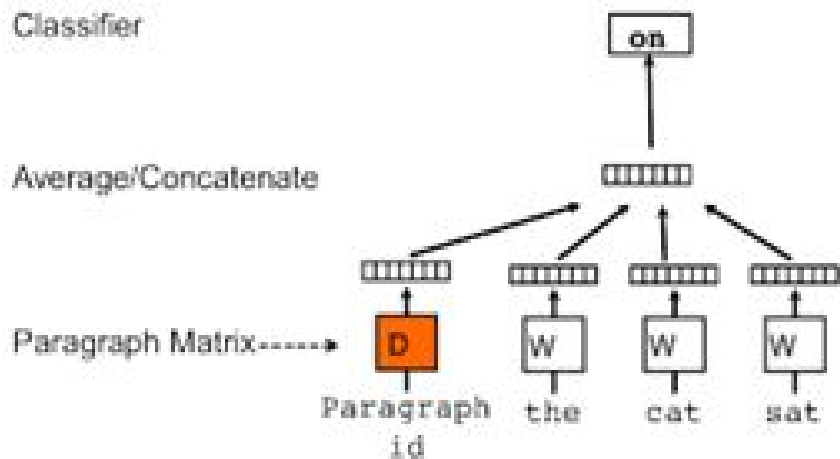 Classifier
on
Average/Concatenate
Paragraph Matrix
D
W
W
W
Paragraph
id
the
cat
sat